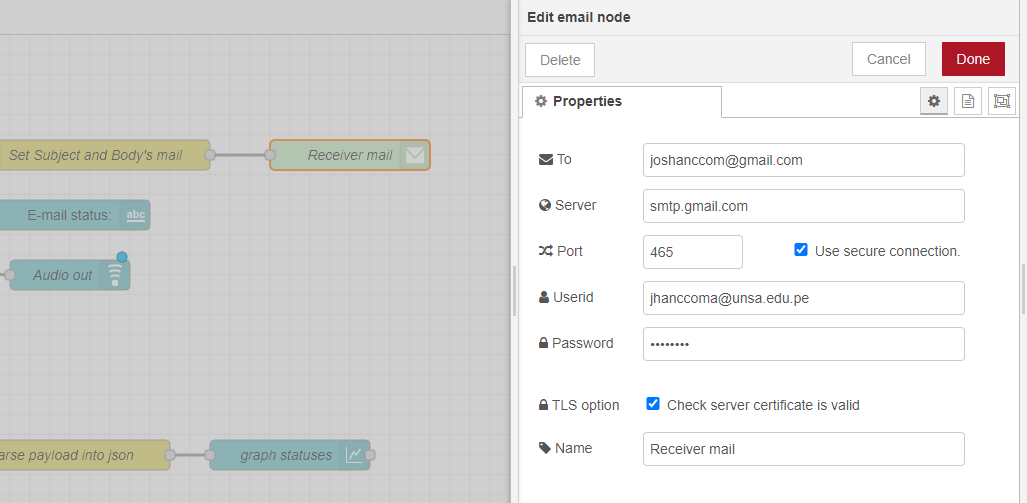 Edit email node
Delete
Cancel
Done
Properties
Set Subject and Body's mail
Receiver mail
E-mail status:
abc
Audio out
To
joshanccom@gmail.com
Server
smtp.gmail.com
Port
465
Use secure connection.
Userid
jhanccoma@unsa.edu.pe
Password
••••••••
TLS option
Check server certificate is valid
Name
Receiver mail
arse payload into json
graph statuses